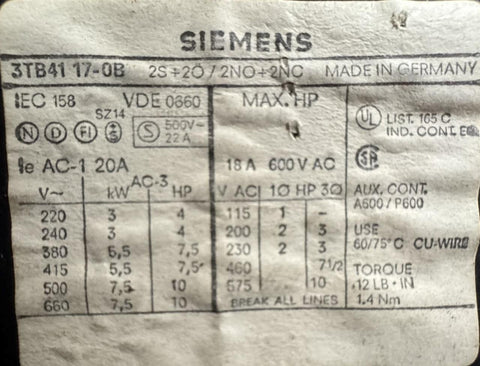 SIEMENS
3TB41 17-0B 2S+2Ö/2NO+2NC MADE IN GERMANY
IEC 158 VDE 0660 MAX. HP
SZ14
N D FI S S 500V~ 22A
UL LIST. 165 C
IND. CONT. EQ
Ie AC-1 20A 18A 600V AC SA
V~ kW AC-3 HP V AC 1Ø HP 3Ø AUX. CONT.
A600/P600
220 3 4 115 1 -
240 3 4 200 2 3 USE
380 5,5 7,5 230 2 3 60/75°C CU-WIRE
415 5,5 7,5 460 7 1/2 TORQUE
500 7,5 10 575 10 12 LB·IN
660 7,5 10 BREAK ALL LINES 1.4 Nm